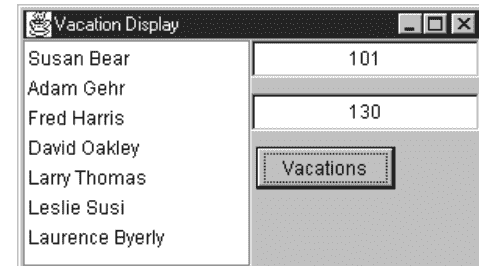 Vacation Display
Susan Bear
Adam Gehr
Fred Harris
David Oakley
Larry Thomas
Leslie Susi
Laurence Byerly
101
130
Vacations